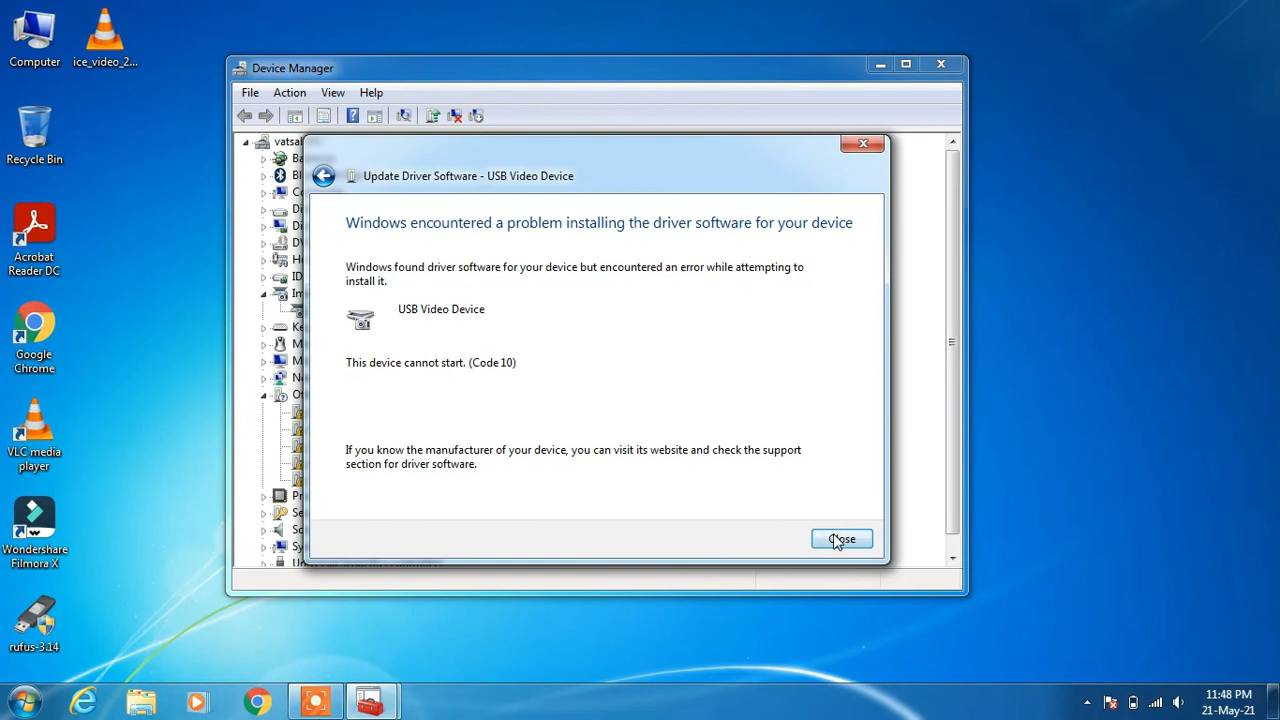 Computer
ice_video_2...
Recycle Bin
Acrobat
Reader DC
Google
Chrome
VLC media
player
Wondershare
Filmora X
rufus-3.14
Device Manager
File Action View Help
Update Driver Software - USB Video Device
Windows encountered a problem installing the driver software for your device
Windows found driver software for your device but encountered an error while attempting to
install it.
USB Video Device
This device cannot start. (Code 10)
If you know the manufacturer of your device, you can visit its website and check the support
section for driver software.
Close
11:48 PM
21-May-21